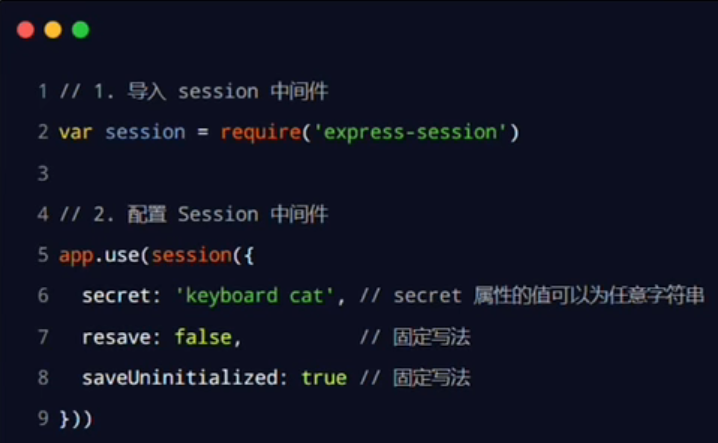 1 // 1. 导入 session 中间件
2 var session = require('express-session')
3
4 // 2. 配置 Session 中间件
5 app.use(session({
6   secret: 'keyboard cat', // secret 属性的值可以为任意字符串
7   resave: false,          // 固定写法
8   saveUninitialized: true // 固定写法
9 }))